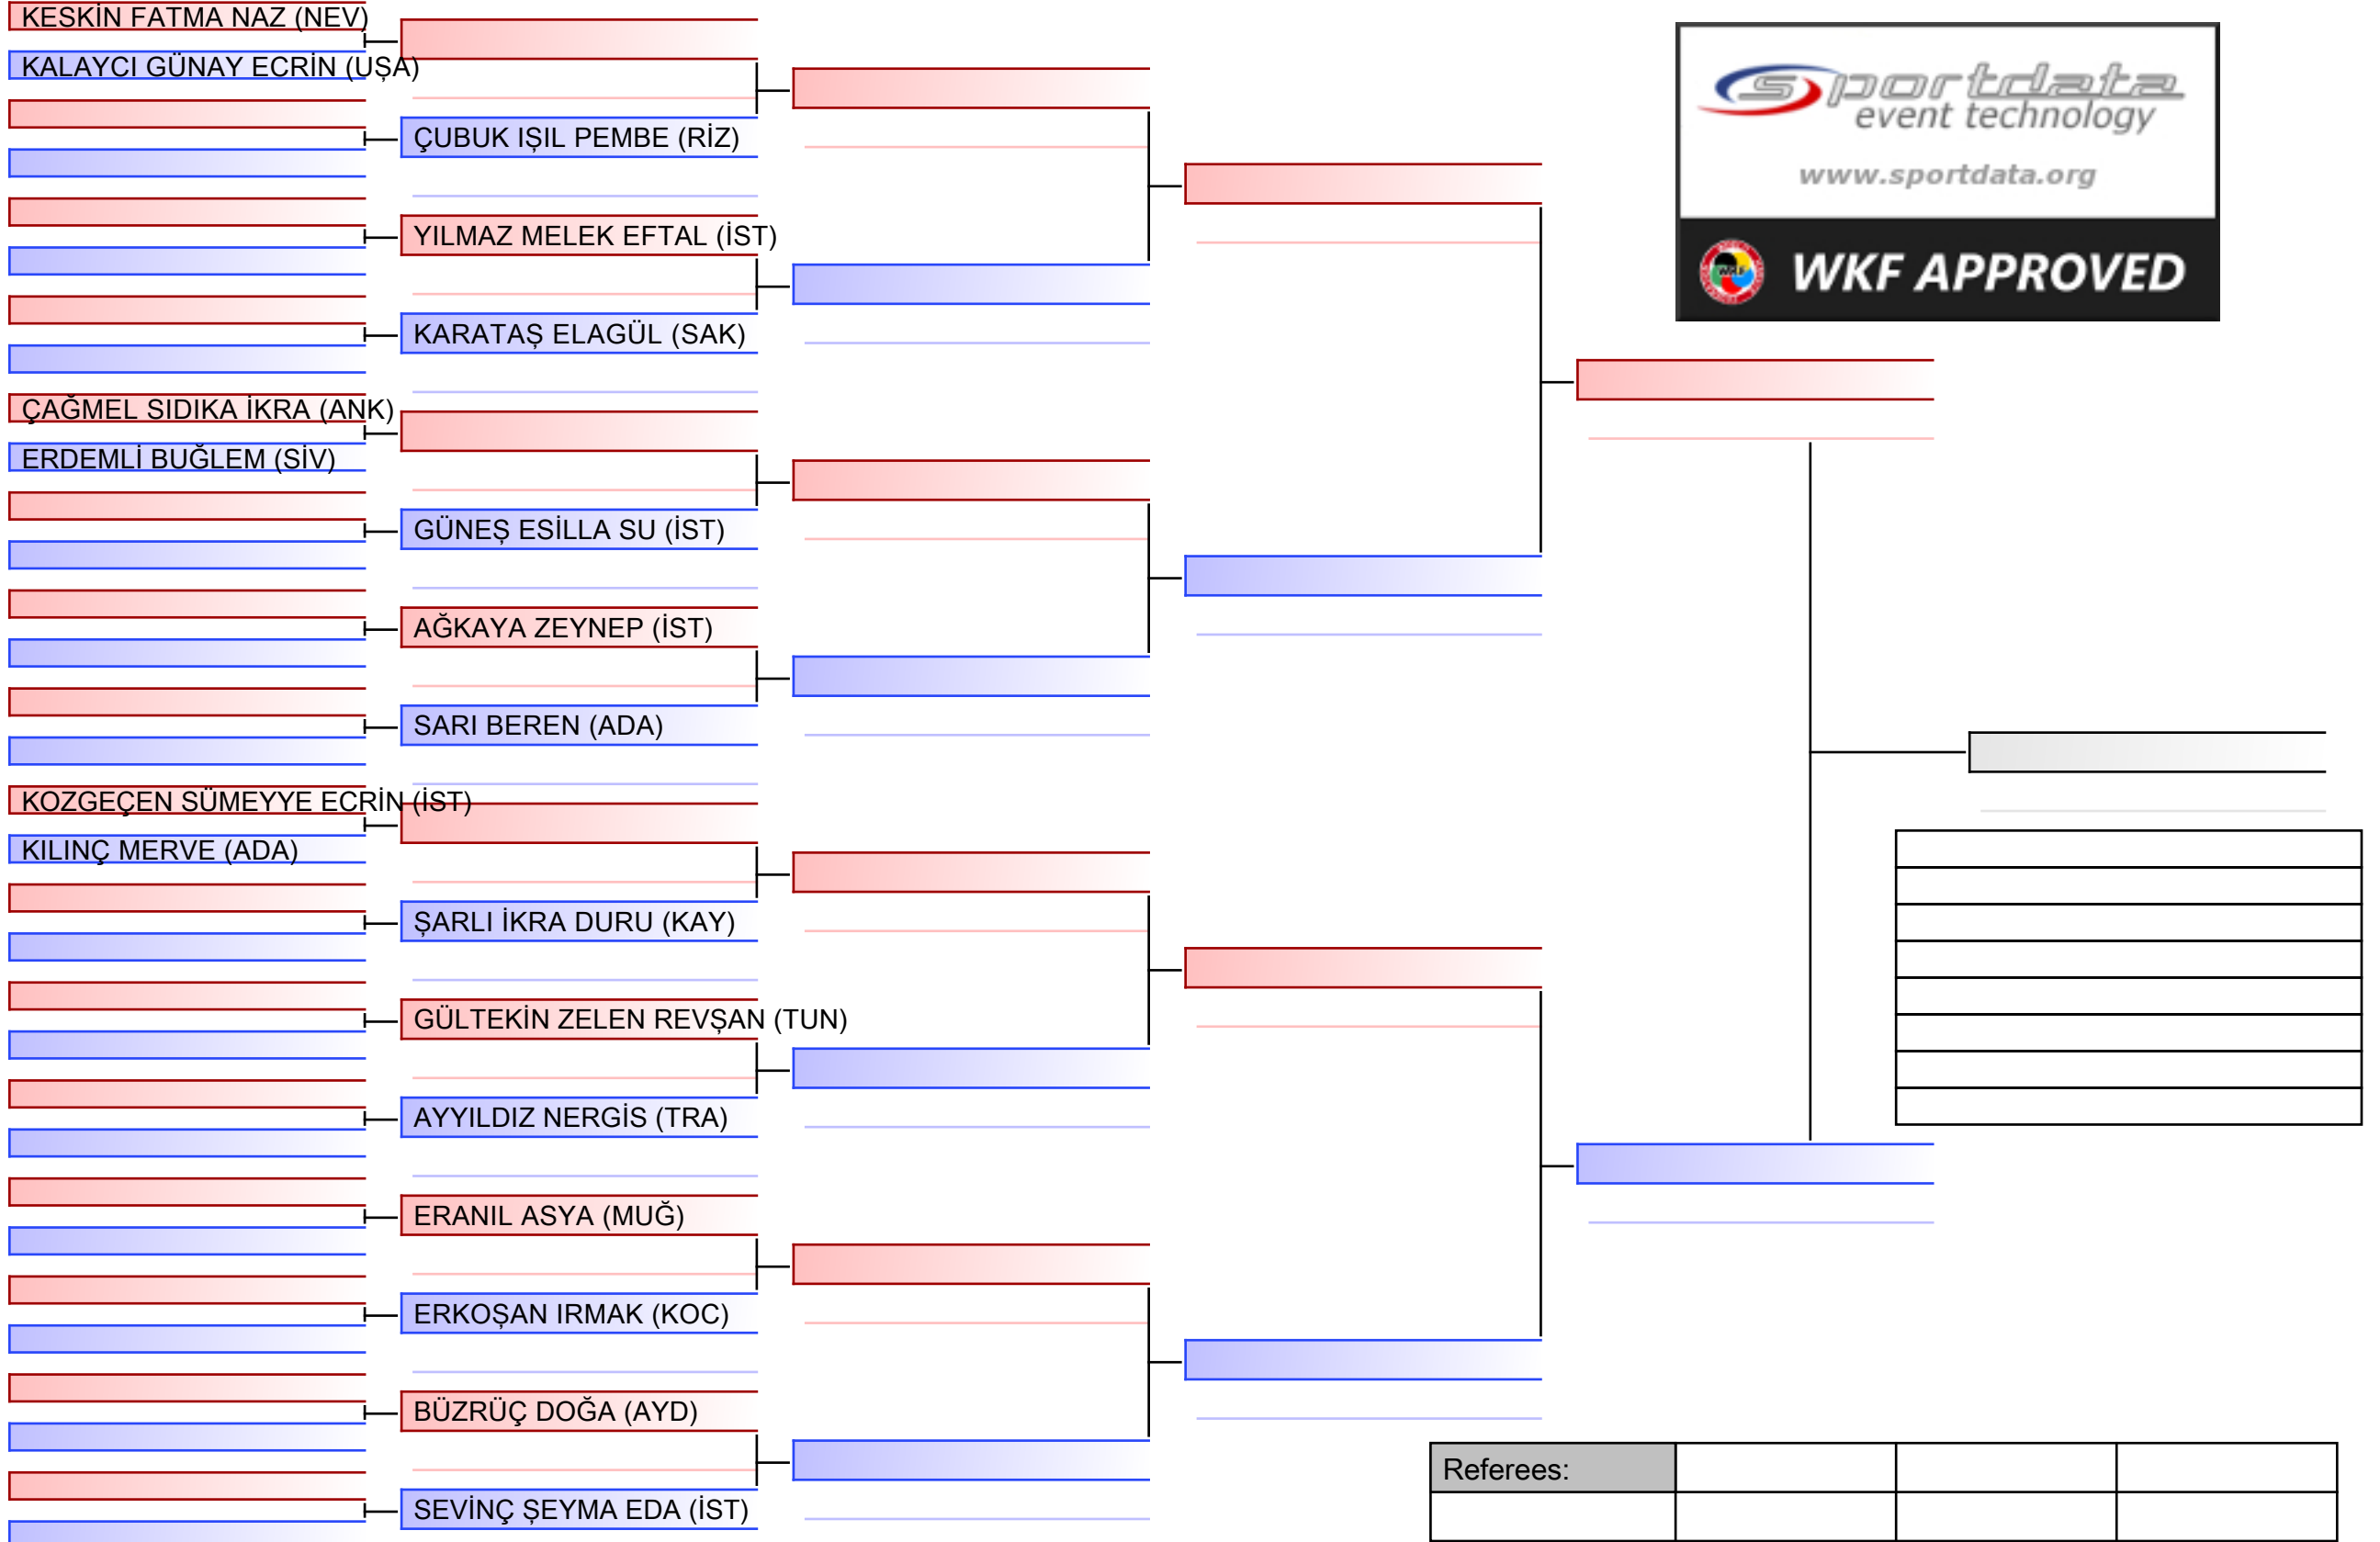 KESKİN FATMA NAZ (NEV)
KALAYCI GÜNAY ECRİN (UŞA)
ÇUBUK IŞIL PEMBE (RİZ)
YILMAZ MELEK EFTAL (İST)
KARATAŞ ELAGÜL (SAK)
ÇAĞMEL SIDIKA İKRA (ANK)
ERDEMLİ BUĞLEM (SİV)
GÜNEŞ ESİLLA SU (İST)
AĞKAYA ZEYNEP (İST)
SARI BEREN (ADA)
KOZGEÇEN SÜMEYYE ECRİN (İST)
KILINÇ MERVE (ADA)
ŞARLI İKRA DURU (KAY)
GÜLTEKİN ZELEN REVŞAN (TUN)
AYYILDIZ NERGİS (TRA)
ERANIL ASYA (MUĞ)
ERKOŞAN IRMAK (KOC)
BÜZRÜÇ DOĞA (AYD)
SEVİNÇ ŞEYMA EDA (İST)
sportdata
event technology
www.sportdata.org
WKF
WKF APPROVED
Referees: